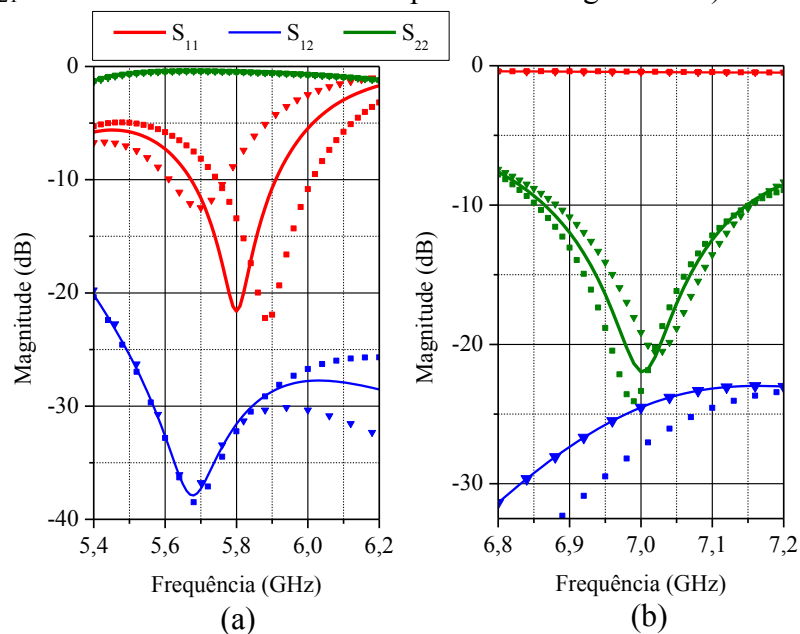 S11 S12 S22
0
-10
-20
-30
-40
Magnitude (dB)
5,4 5,6 5,8 6,0 6,2
Frequência (GHz)
(a)
0
-10
-20
-30
Magnitude (dB)
6,8 6,9 7,0 7,1 7,2
Frequência (GHz)
(b)